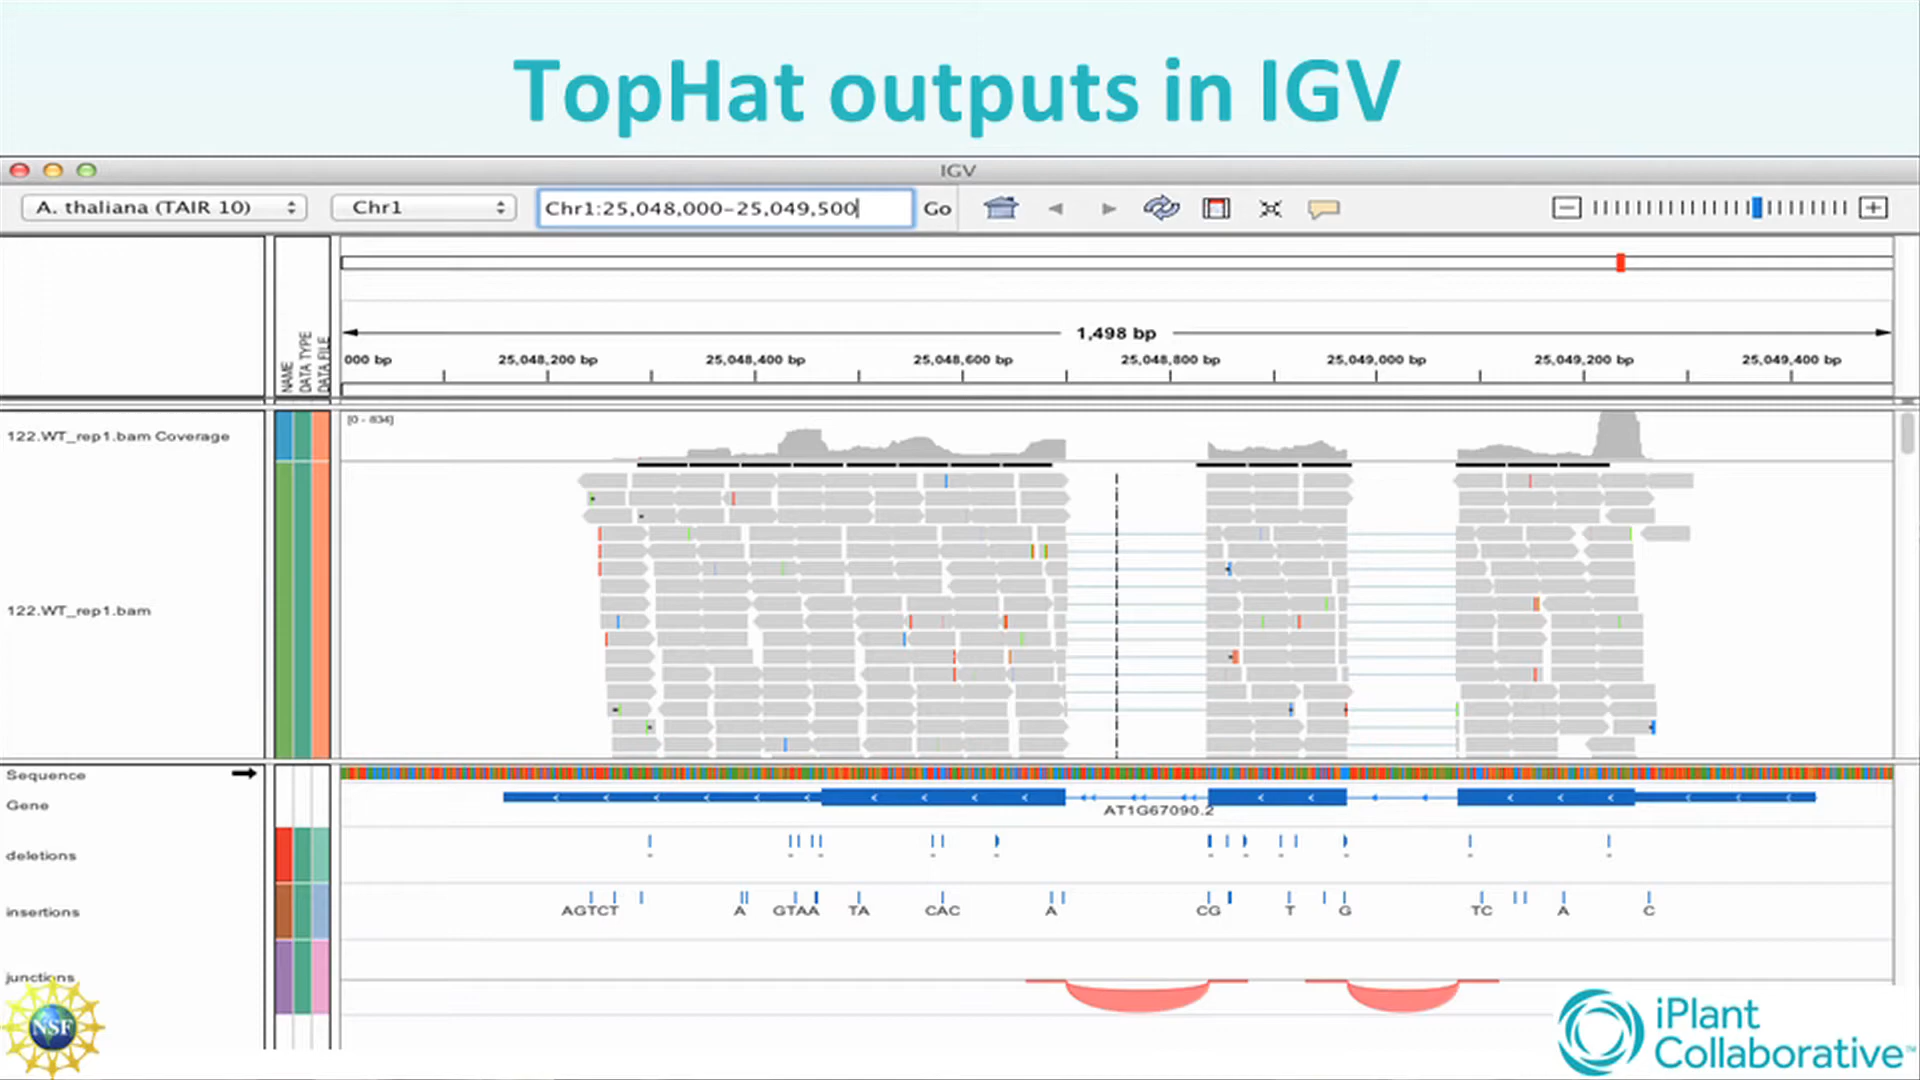 TopHat outputs in IGV
IGV
A. thaliana (TAIR 10)
Chr1
Chr1:25,048,000-25,049,500
Go
1,498 bp
NAME
DATA TYPE
DATA FILE
000 bp
25,048,200 bp
25,048,400 bp
25,048,600 bp
25,048,800 bp
25,049,000 bp
25,049,200 bp
25,049,400 bp
[0 - 834]
122.WT_rep1.bam Coverage
122.WT_rep1.bam
Sequence
Gene
AT1G67090.2
deletions
insertions
AGTCT
A
GTAA
TA
CAC
A
CG
T
G
TC
A
C
junctions
NSF
iPlant
Collaborative™